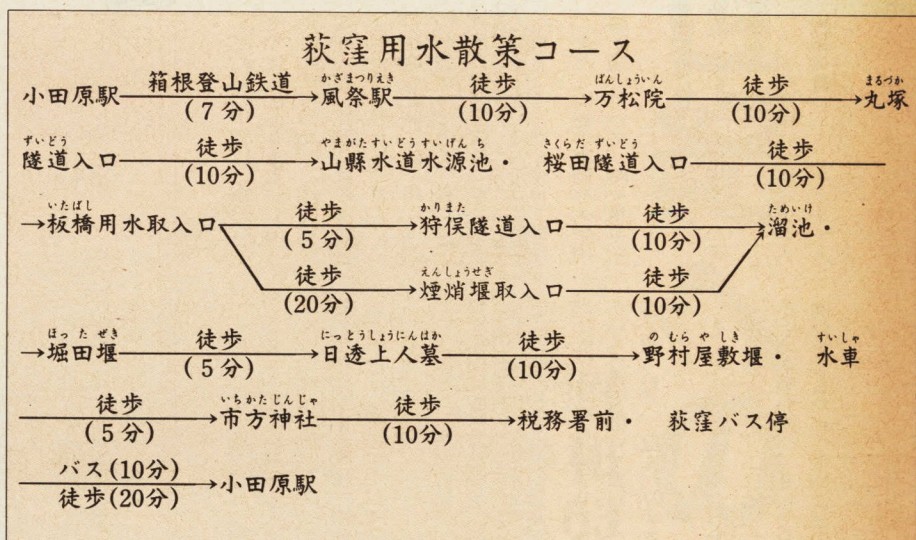 荻窪用水散策コース
かざまつりえき ばんしょういん まるづか
小田原駅 箱根登山鉄道 (7分) 風祭駅 徒歩 (10分) 万松院 徒歩 (10分) 丸塚
ずいどう やまがたすいどうすいげんち さくらだ ずいどう
隧道入口 徒歩 (10分) 山縣水道水源池・ 桜田隧道入口 徒歩 (10分)
いたばし かりまた ためいけ
板橋用水取入口 徒歩 (5分) 狩俣隧道入口 徒歩 (10分) 溜池・
えんしょうせぎ
徒歩 (20分) 煙焇堰取入口 徒歩 (10分)
ほったぜき にっとうしょうにんはか のむらやしき すいしゃ
堀田堰 徒歩 (5分) 日透上人墓 徒歩 (10分) 野村屋敷堰・ 水車
いちかたじんじゃ
徒歩 (5分) 市方神社 徒歩 (10分) 税務署前・ 荻窪バス停
バス(10分) 徒歩(20分) 小田原駅